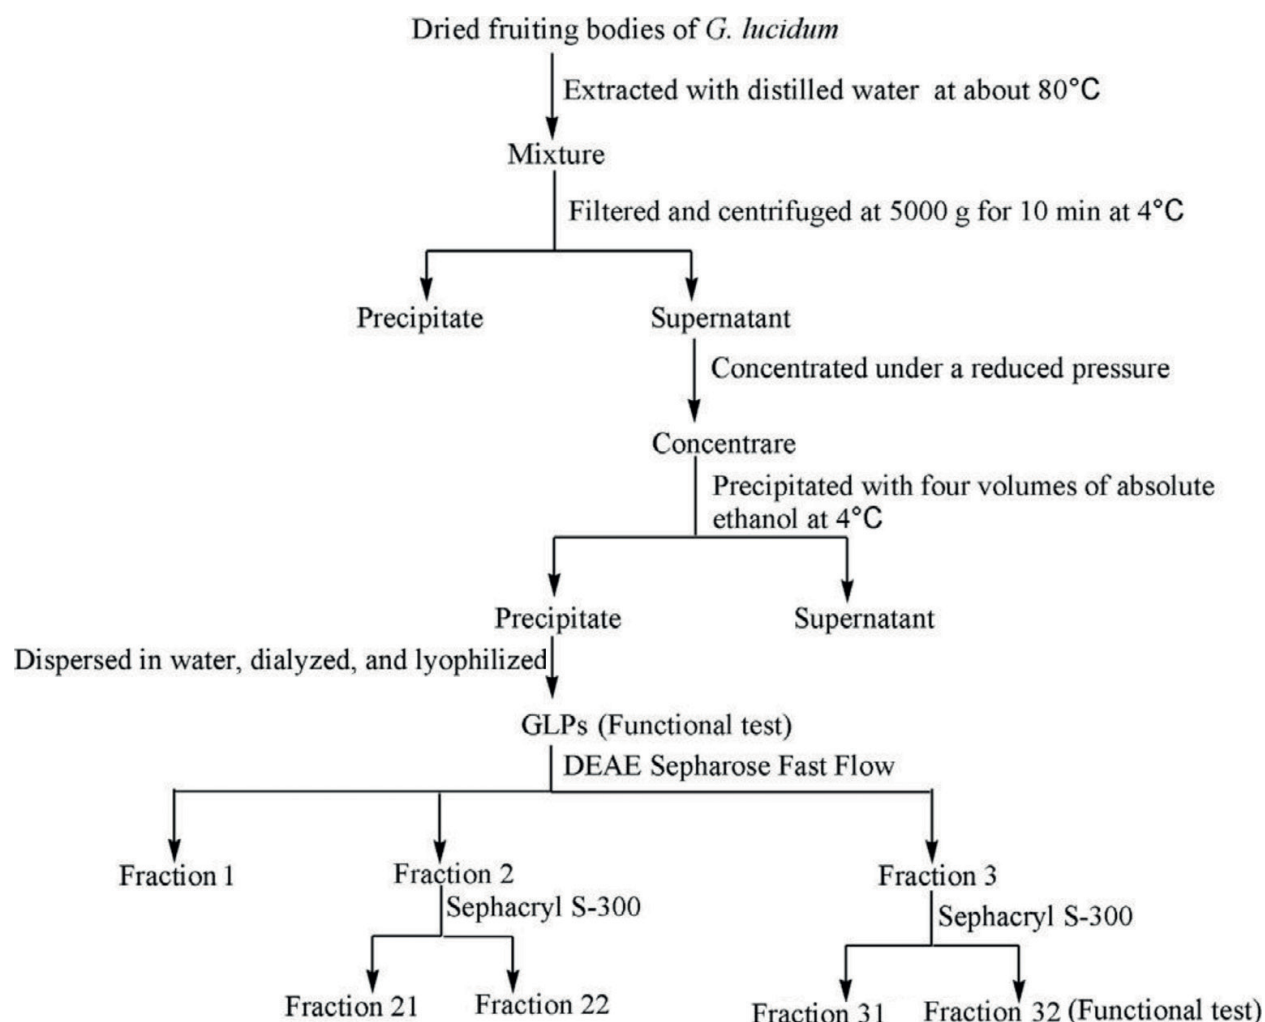 Dried fruiting bodies of G. lucidum
Extracted with distilled water at about 80°C
Mixture
Filtered and centrifuged at 5000 g for 10 min at 4°C
Precipitate
Supernatant
Concentrated under a reduced pressure
Concentrare
Precipitated with four volumes of absolute
ethanol at 4°C
Precipitate
Supernatant
Dispersed in water, dialyzed, and lyophilized
GLPs (Functional test)
DEAE Sepharose Fast Flow
Fraction 1
Fraction 2
Fraction 3
Sephacryl S-300
Sephacryl S-300
Fraction 21
Fraction 22
Fraction 31
Fraction 32 (Functional test)